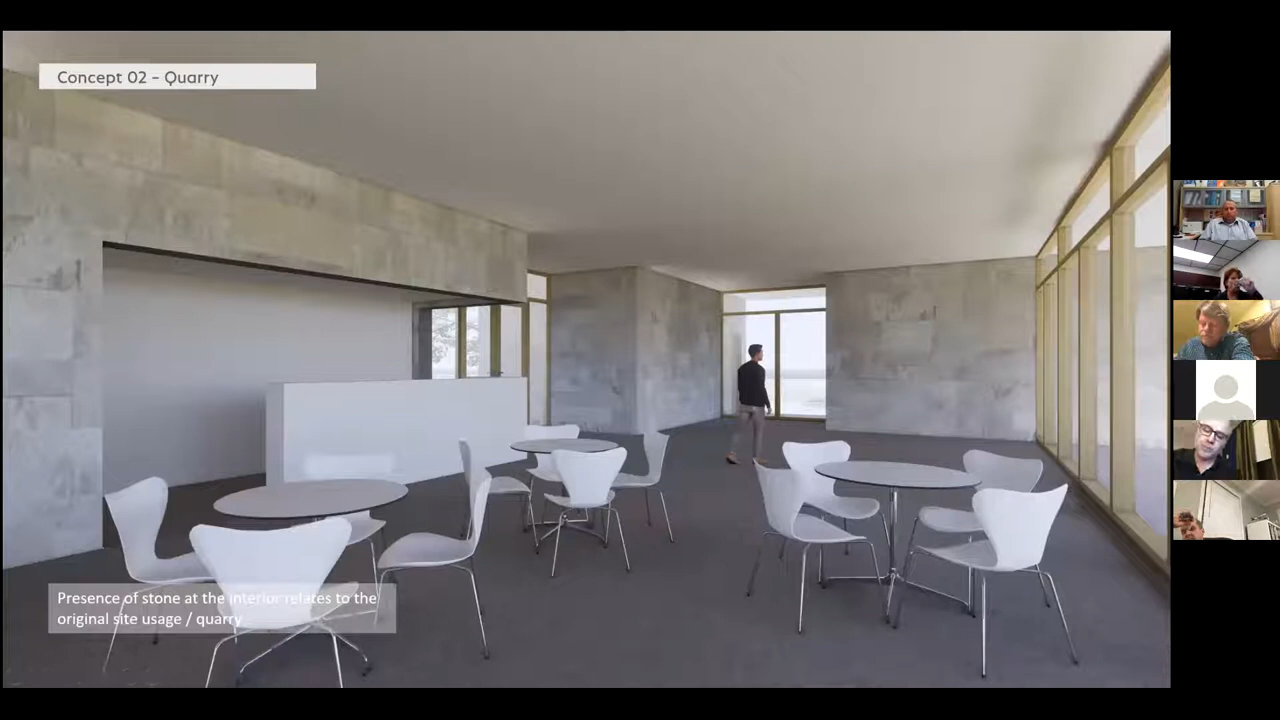 Concept 02 - Quarry
Presence of stone at the interior relates to the
original site usage / quarry